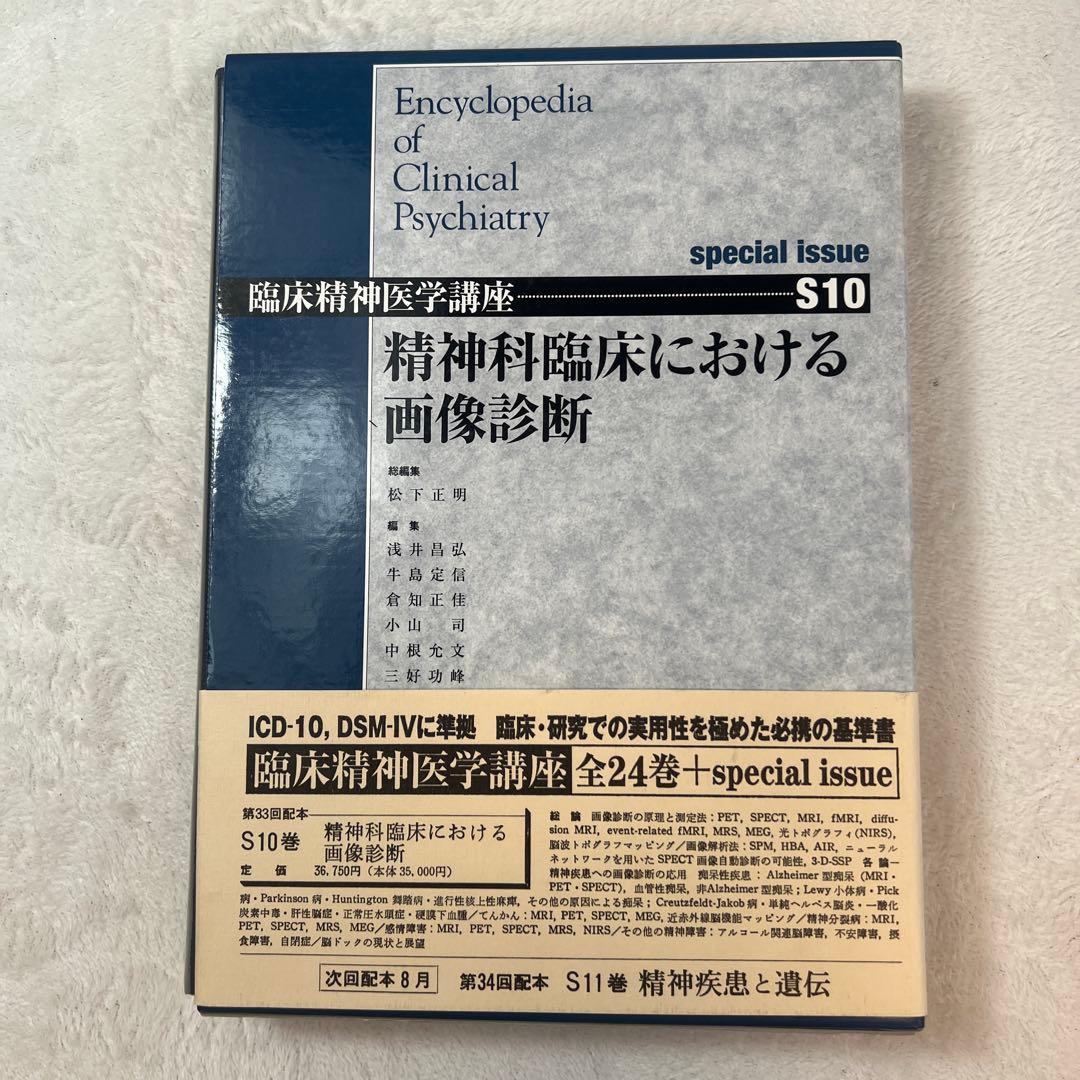 Encyclopedia
of
Clinical
Psychiatry
special issue
臨床精神医学講座 S10
精神科臨床における
画像診断
総編集
松下正明
編 集
浅井昌弘
牛島定信
倉知正佳
小山 司
中根允文
三好功峰
ICD-10, DSM-IVに準拠 臨床・研究での実用性を極めた必携の基準書
臨床精神医学講座 全24巻+special issue
第33回配本
S10巻 精神科臨床における
画像診断
定 価 36,750円(本体35,000円)
総 論 画像診断の原理と測定法:PET, SPECT, MRI, fMRI, diffu-
sion MRI, event-related fMRI, MRS, MEG, 光トポグラフィ(NIRS),
脳波トポグラフマッピング/画像解析法:SPM, HBA, AIR, ニューラル
ネットワークを用いたSPECT画像自動診断の可能性, 3-D-SSP 各論―
精神疾患への画像診断の応用 痴呆性疾患:Alzheimer型痴呆(MRI・
PET・SPECT), 血管性痴呆, 非Alzheimer型痴呆;Lewy小体病・Pick
病・Parkinson病・Huntington舞踏病・進行性核上性麻痺, その他の原因による痴呆;Creutzfeldt-Jakob病・単純ヘルペス脳炎・一酸化
炭素中毒・肝性脳症・正常圧水頭症・硬膜下血腫/てんかん:MRI, PET, SPECT, MEG, 近赤外線脳機能マッピング/精神分裂病:MRI,
PET, SPECT, MRS, MEG/感情障害:MRI, PET, SPECT, MRS, NIRS/その他の精神障害:アルコール関連脳障害, 不安障害, 摂
食障害, 自閉症/脳ドックの現状と展望
次回配本8月 第34回配本 S11巻 精神疾患と遺伝